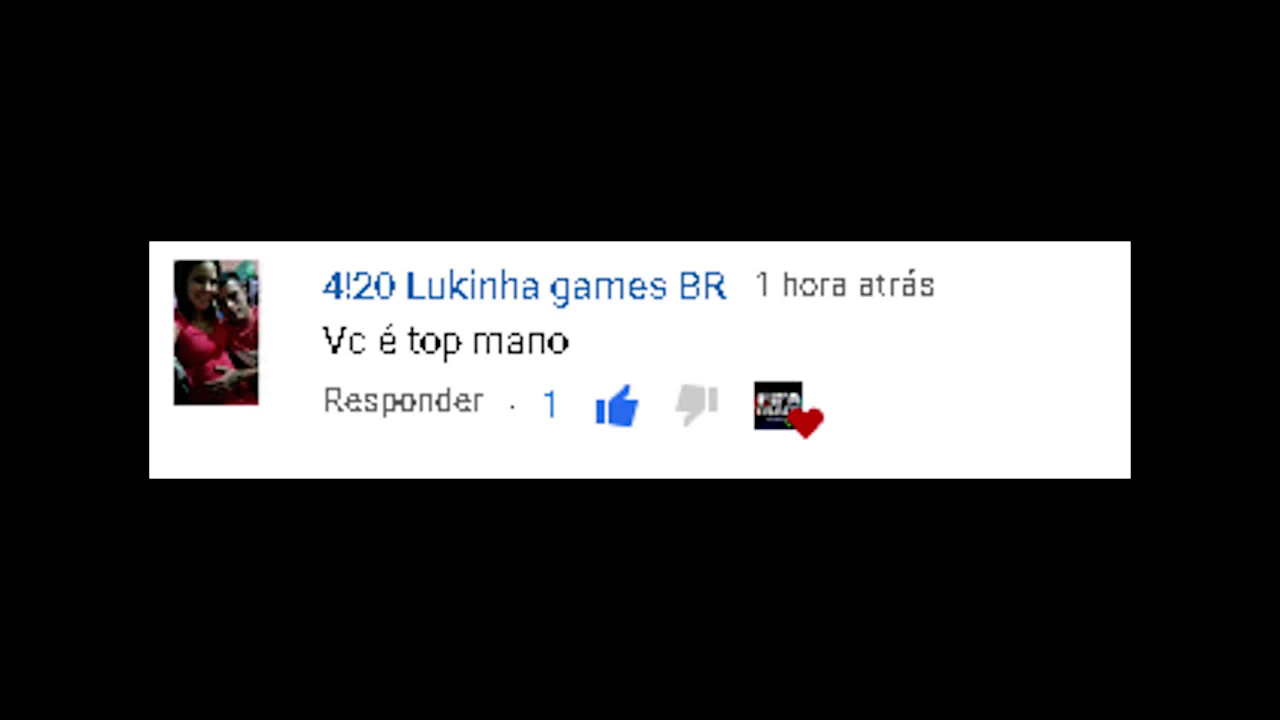 4!20 Lukinha games BR 1 hora atrás
Vc é top mano
Responder · 1